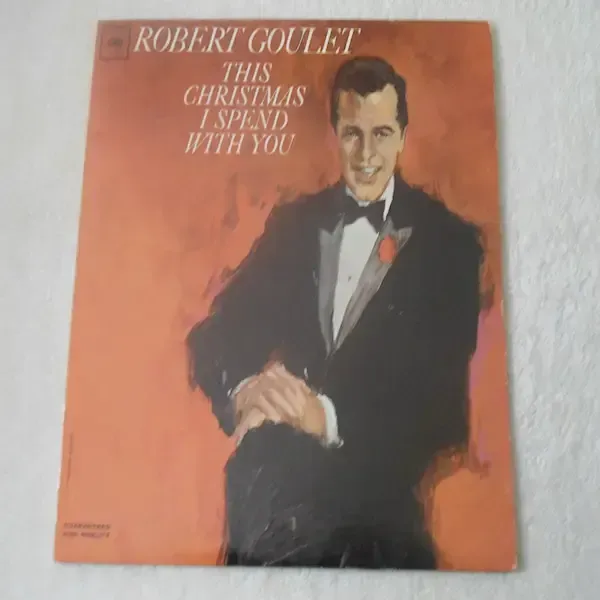 ROBERT GOULET
THIS
CHRISTMAS
I SPEND
WITH YOU
GUARANTEED
HIGH FIDELITY